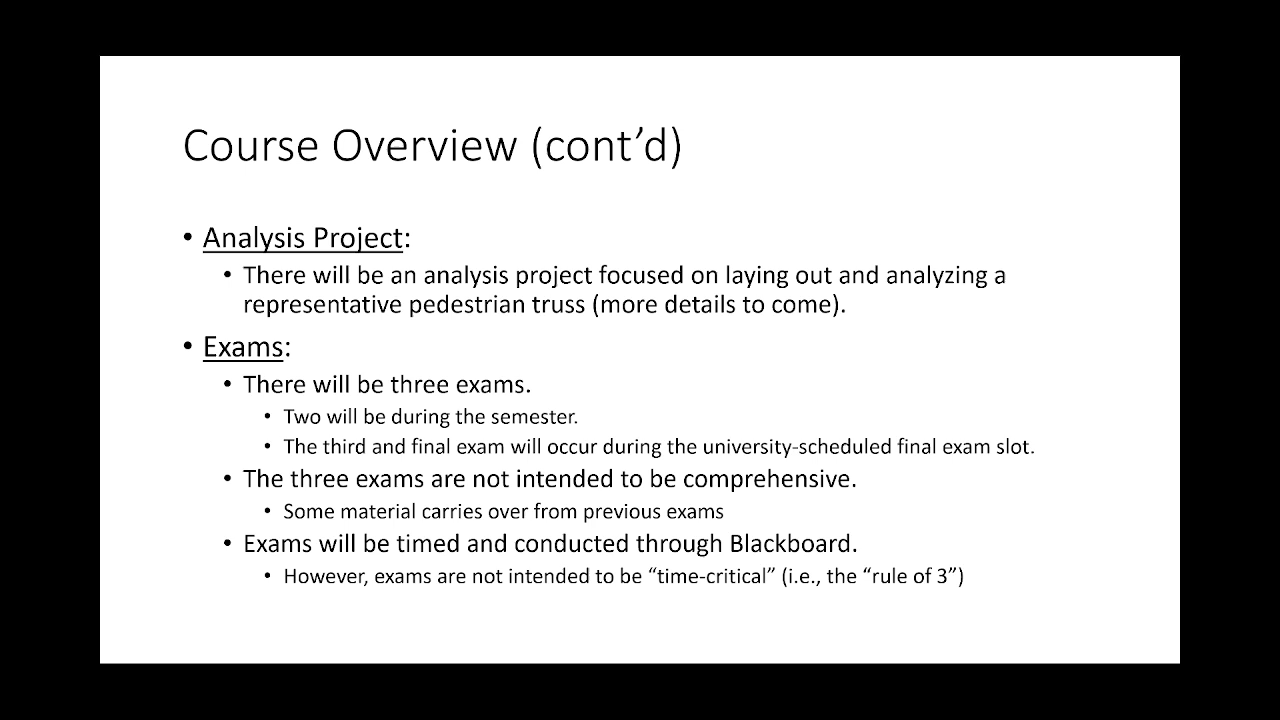 Course Overview (cont’d)
• Analysis Project:
• There will be an analysis project focused on laying out and analyzing a
representative pedestrian truss (more details to come).
• Exams:
• There will be three exams.
• Two will be during the semester.
• The third and final exam will occur during the university-scheduled final exam slot.
• The three exams are not intended to be comprehensive.
• Some material carries over from previous exams
• Exams will be timed and conducted through Blackboard.
• However, exams are not intended to be “time-critical” (i.e., the “rule of 3”)